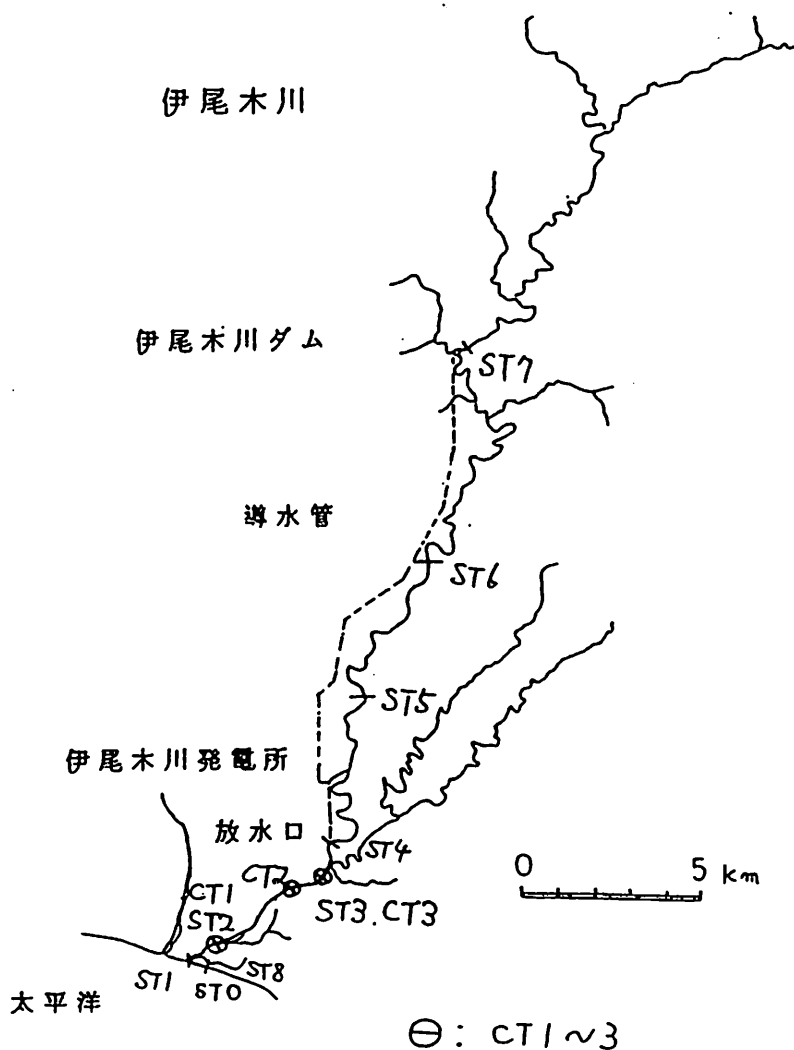 伊尾木川
伊尾木川ダム
ST7
導水管
ST6
ST5
伊尾木川発電所
放水口
ST4
0 5 km
CT2
CT1
ST3.CT3
ST2
ST8
ST1
ST0
太平洋
⊖: CT1~3